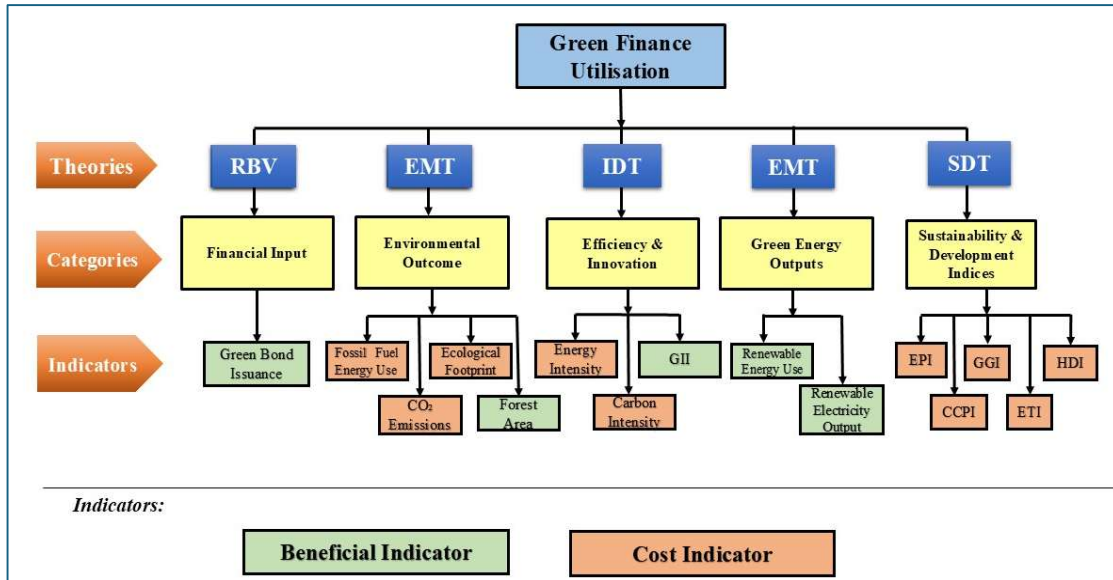 Green Finance
Utilisation
Theories
RBV
EMT
IDT
EMT
SDT
Categories
Financial Input
Environmental
Outcome
Efficiency &
Innovation
Green Energy
Outputs
Sustainability &
Development
Indices
Indicators
Green Bond
Issuance
Fossil Fuel
Energy Use
Ecological
Footprint
CO₂
Emissions
Forest
Area
Energy
Intensity
GII
Carbon
Intensity
Renewable
Energy Use
Renewable
Electricity
Output
EPI
GGI
HDI
CCPI
ETI
Indicators:
Beneficial Indicator
Cost Indicator